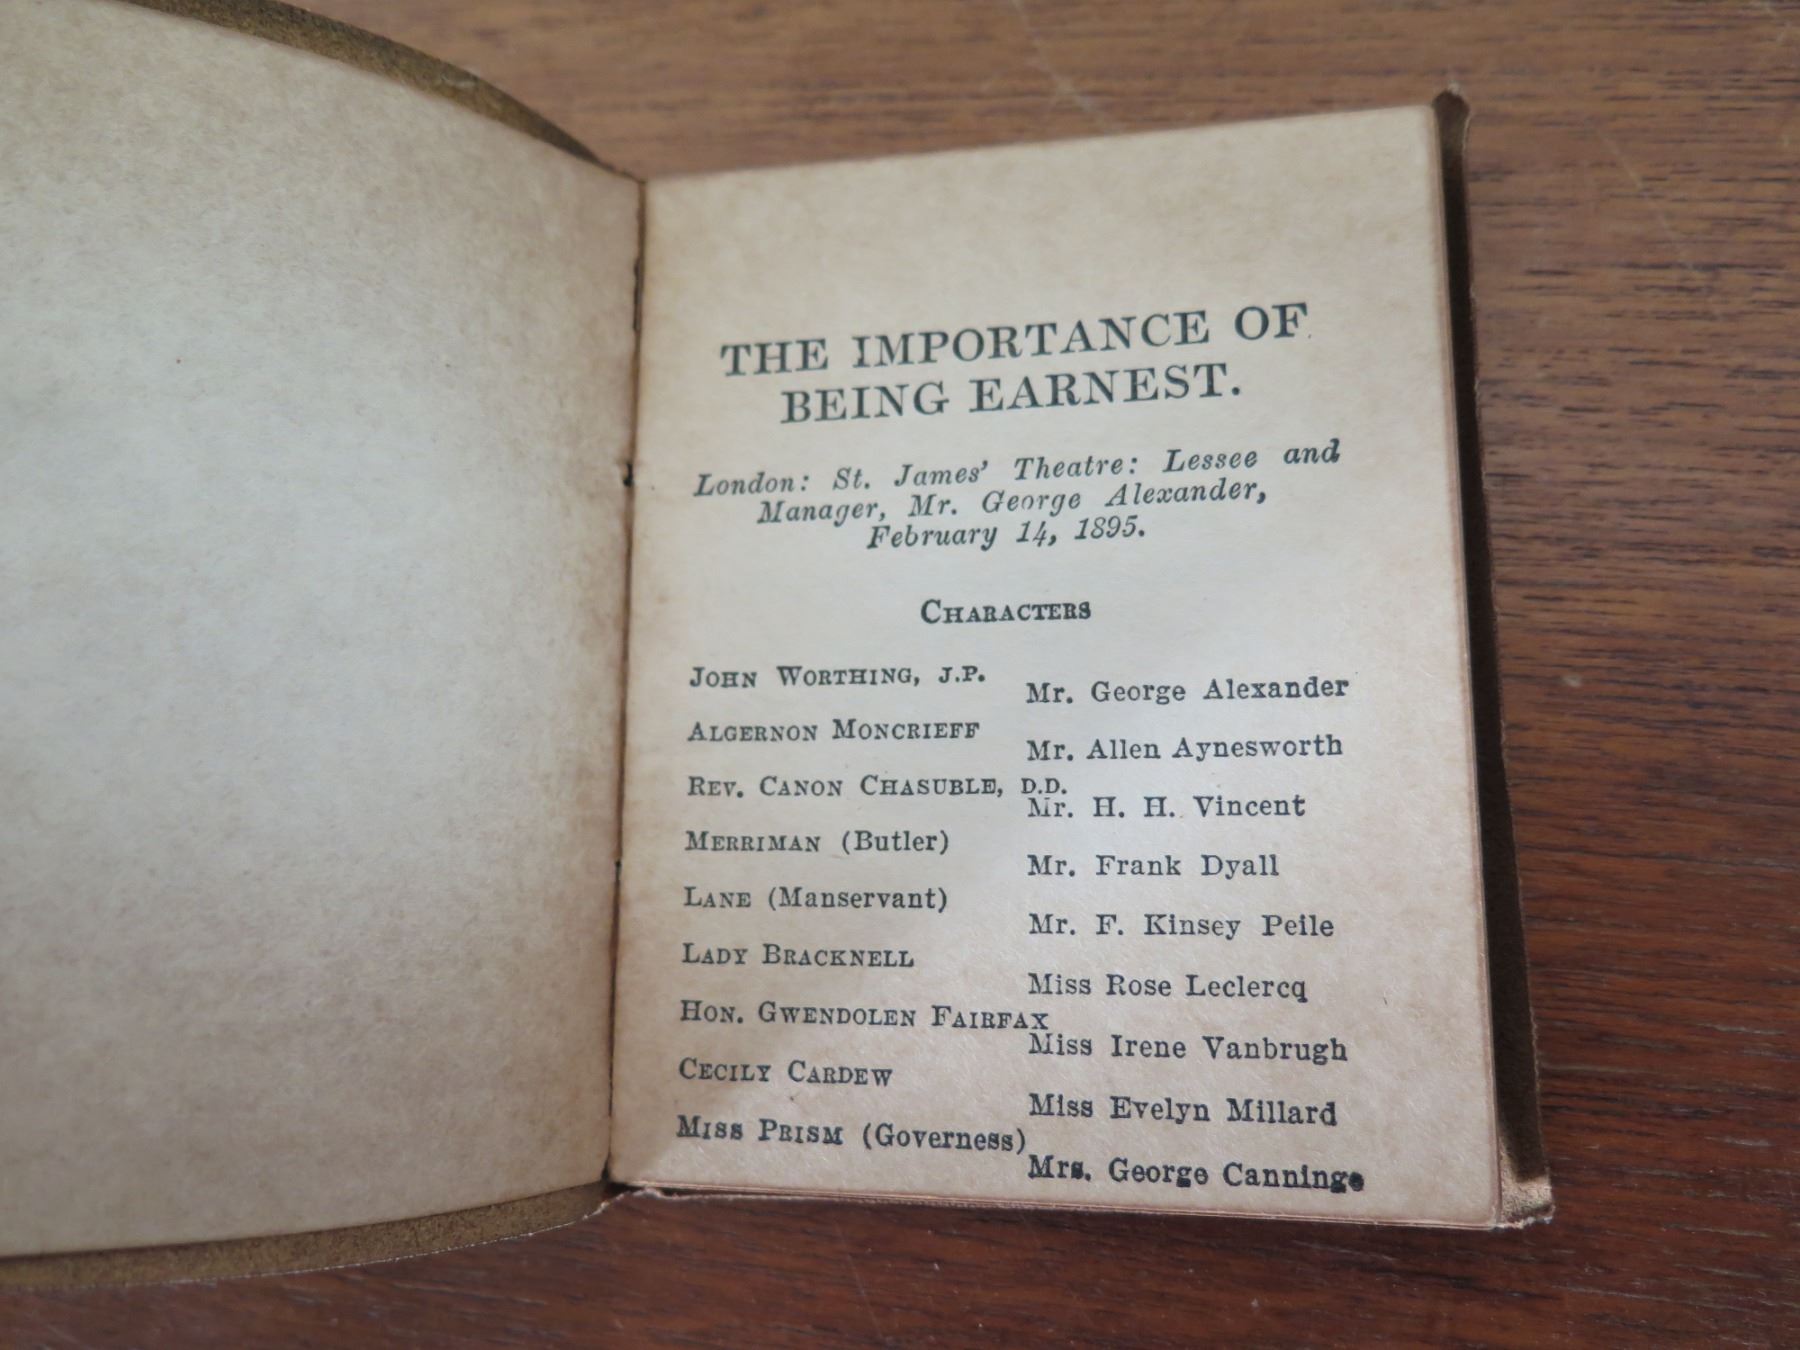 THE IMPORTANCE OF
BEING EARNEST.
London: St. James' Theatre: Lessee and
Manager, Mr. George Alexander,
February 14, 1895.
CHARACTERS
JOHN WORTHING, J.P.
Mr. George Alexander
ALGERNON MONCRIEFF
Mr. Allen Aynesworth
REV. CANON CHASUBLE, D.D.
Mr. H. H. Vincent
MERRIMAN (Butler)
Mr. Frank Dyall
LANE (Manservant)
Mr. F. Kinsey Peile
LADY BRACKNELL
Miss Rose Leclercq
HON. GWENDOLEN FAIRFAX
Miss Irene Vanbrugh
CECILY CARDEW
Miss Evelyn Millard
MISS PRISM (Governess)
Mrs. George Canninge